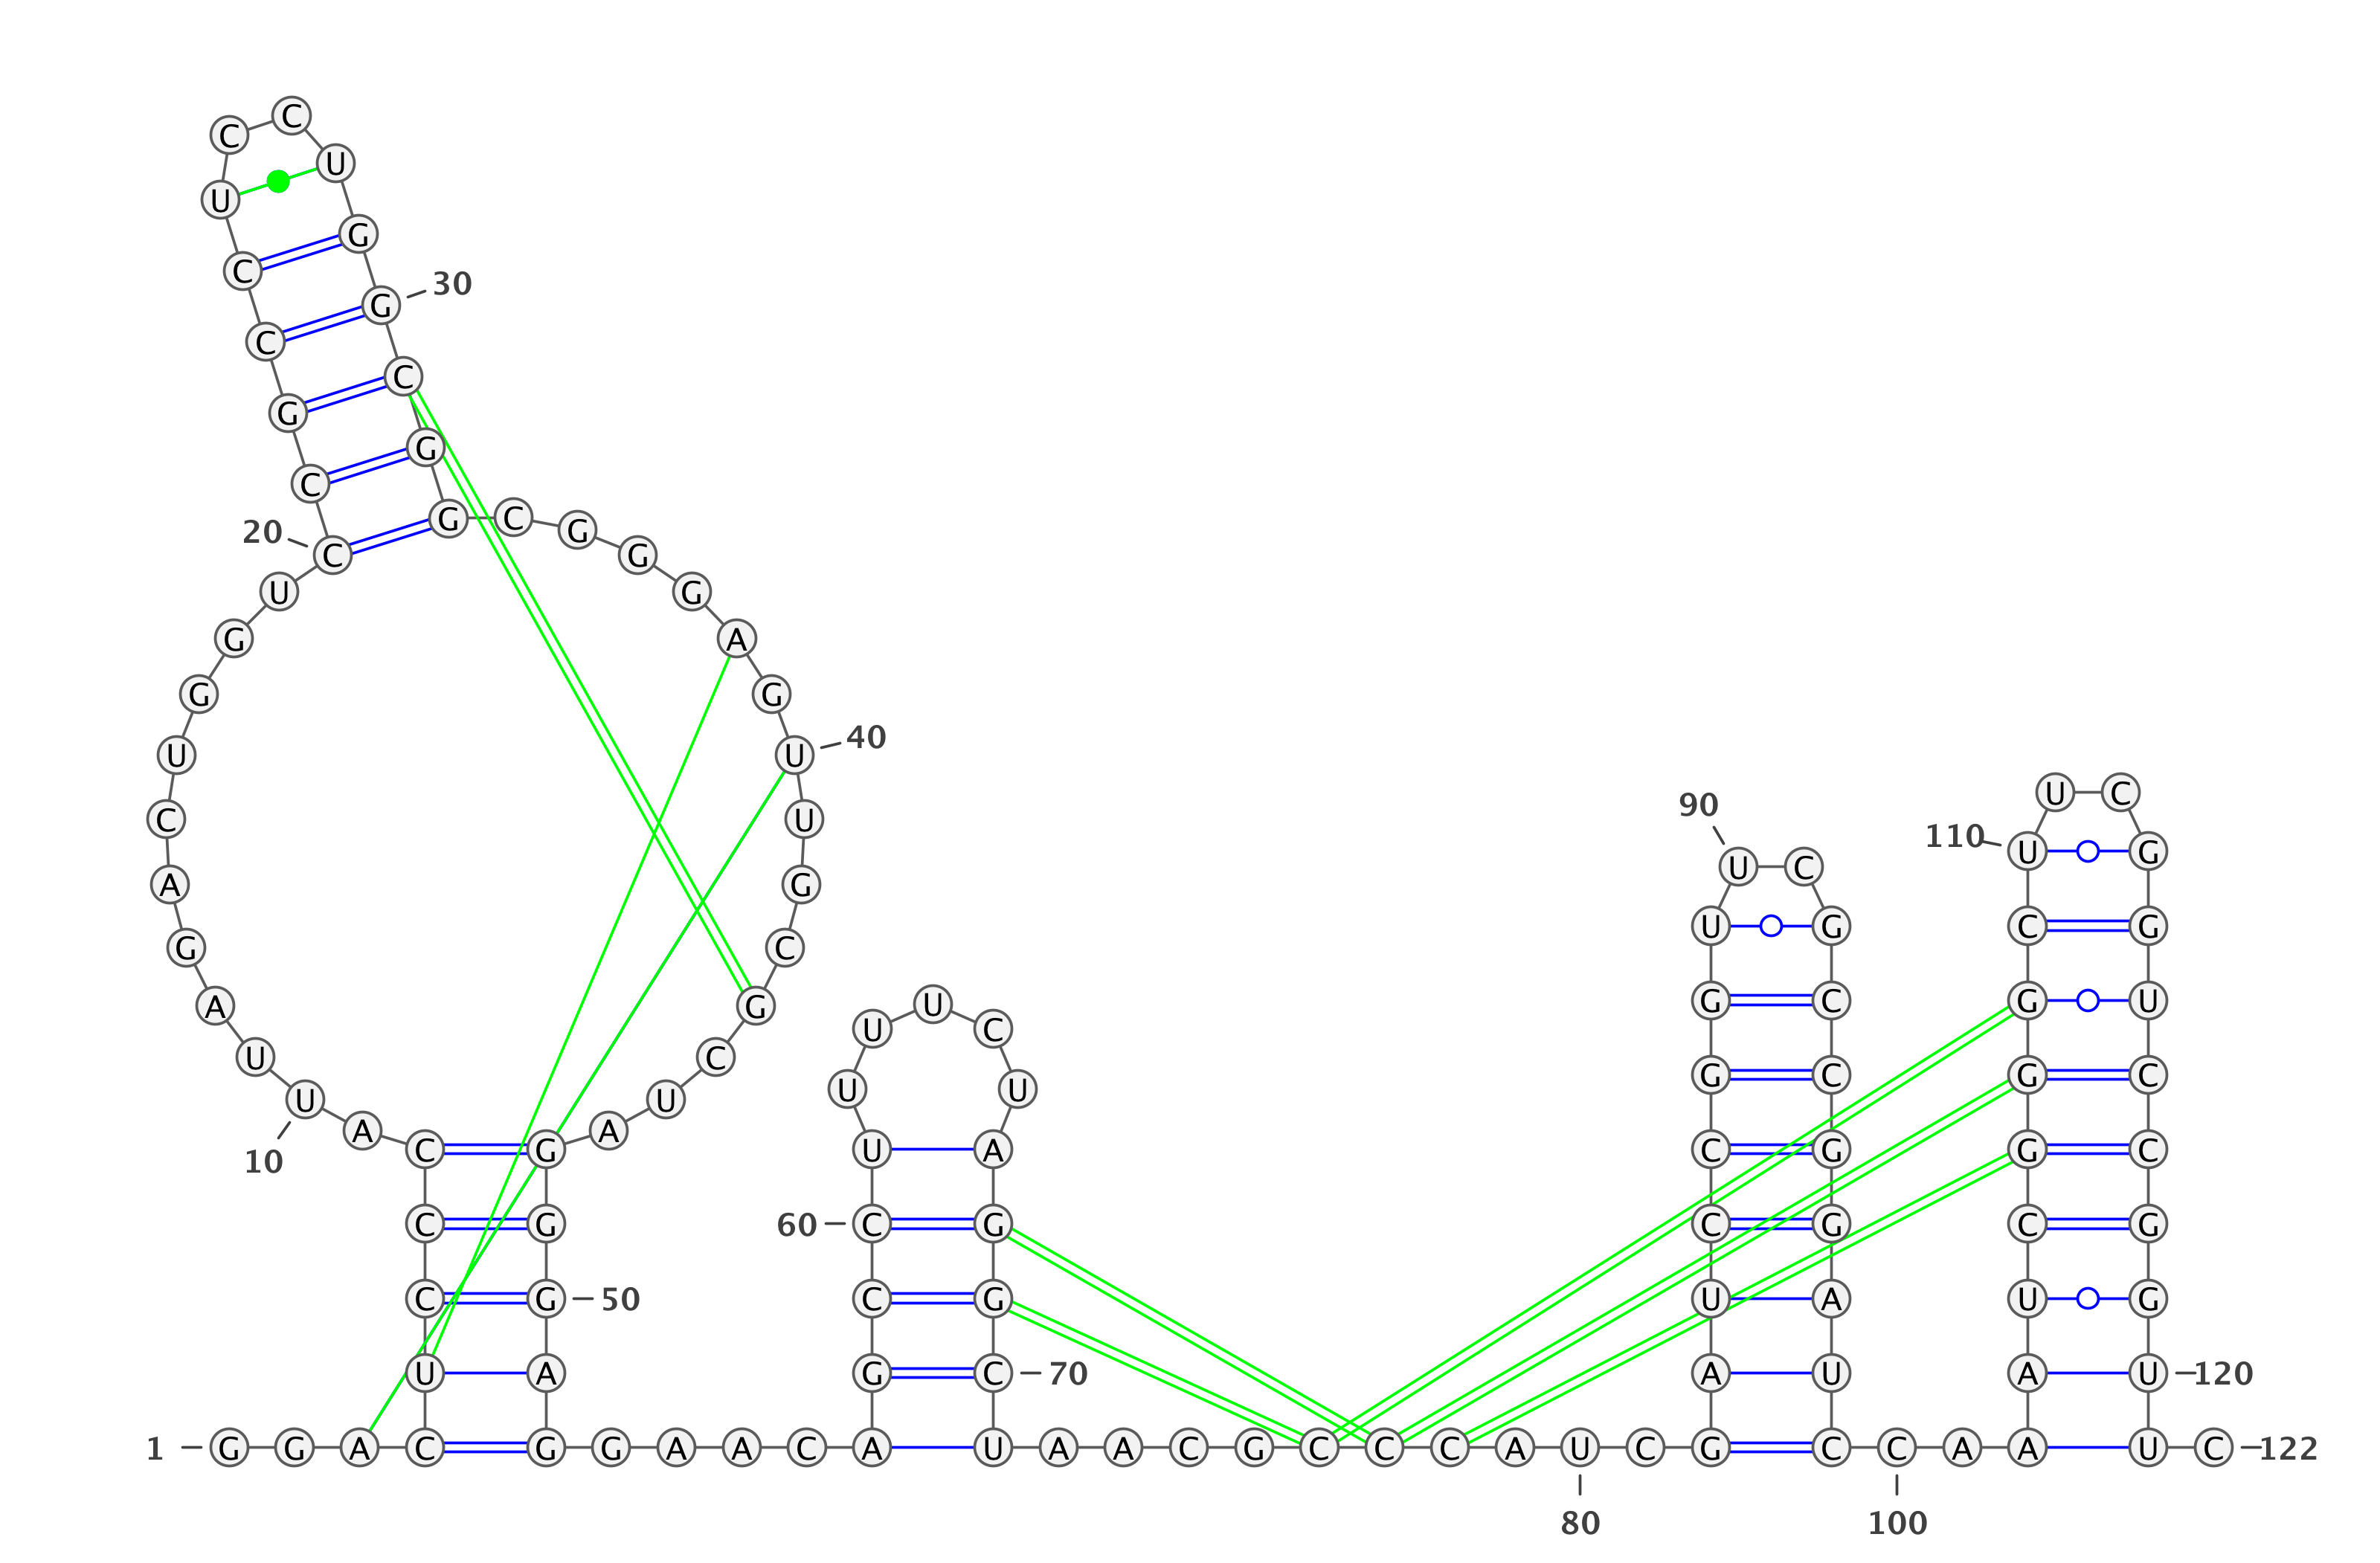 C
C
U
U
G
C 30
G
C
C
G
G
C
20 G C G
C G
U G
G A
G G
U U 40
U C
90
C U
110 U G
U C
A G
U G C G
G C
G C G U
A G U
U C
U C
G C G C
U U
U U
A A
C G U A C G G C
10
C G 60 C G C G C G
C G 50 C G U A U G
U A G C 70 A U A U 120
1 G G A C G G A A C A U A A C G C C C A U C G C C A A U C 122
80 100